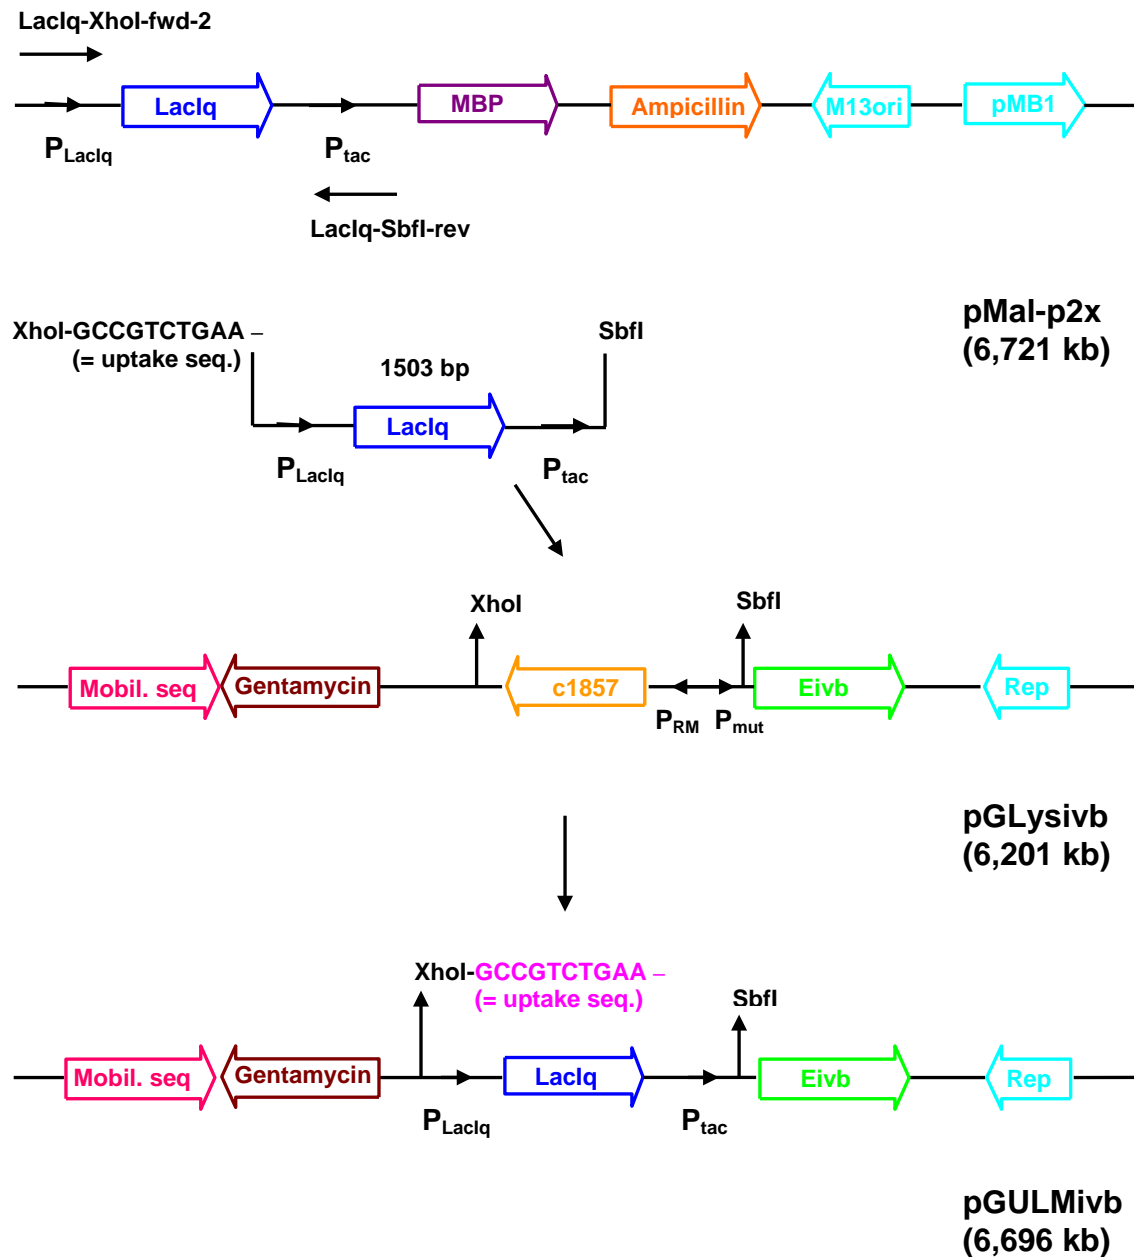 LacIq-XhoI-fwd-2
LacIq
MBP
Ampicillin
M13ori
pMB1
PLacIq
Ptac
LacIq-SbfI-rev
pMal-p2x
(6,721 kb)
XhoI-GCCGTCTGAA –
(= uptake seq.)
SbfI
1503 bp
LacIq
PLacIq
Ptac
XhoI
SbfI
Mobil. seq
Gentamycin
c1857
Eivb
Rep
PRM
Pmut
pGLysivb
(6,201 kb)
XhoI-GCCGTCTGAA –
(= uptake seq.)
SbfI
Mobil. seq
Gentamycin
LacIq
Eivb
Rep
PLacIq
Ptac
pGULMivb
(6,696 kb)